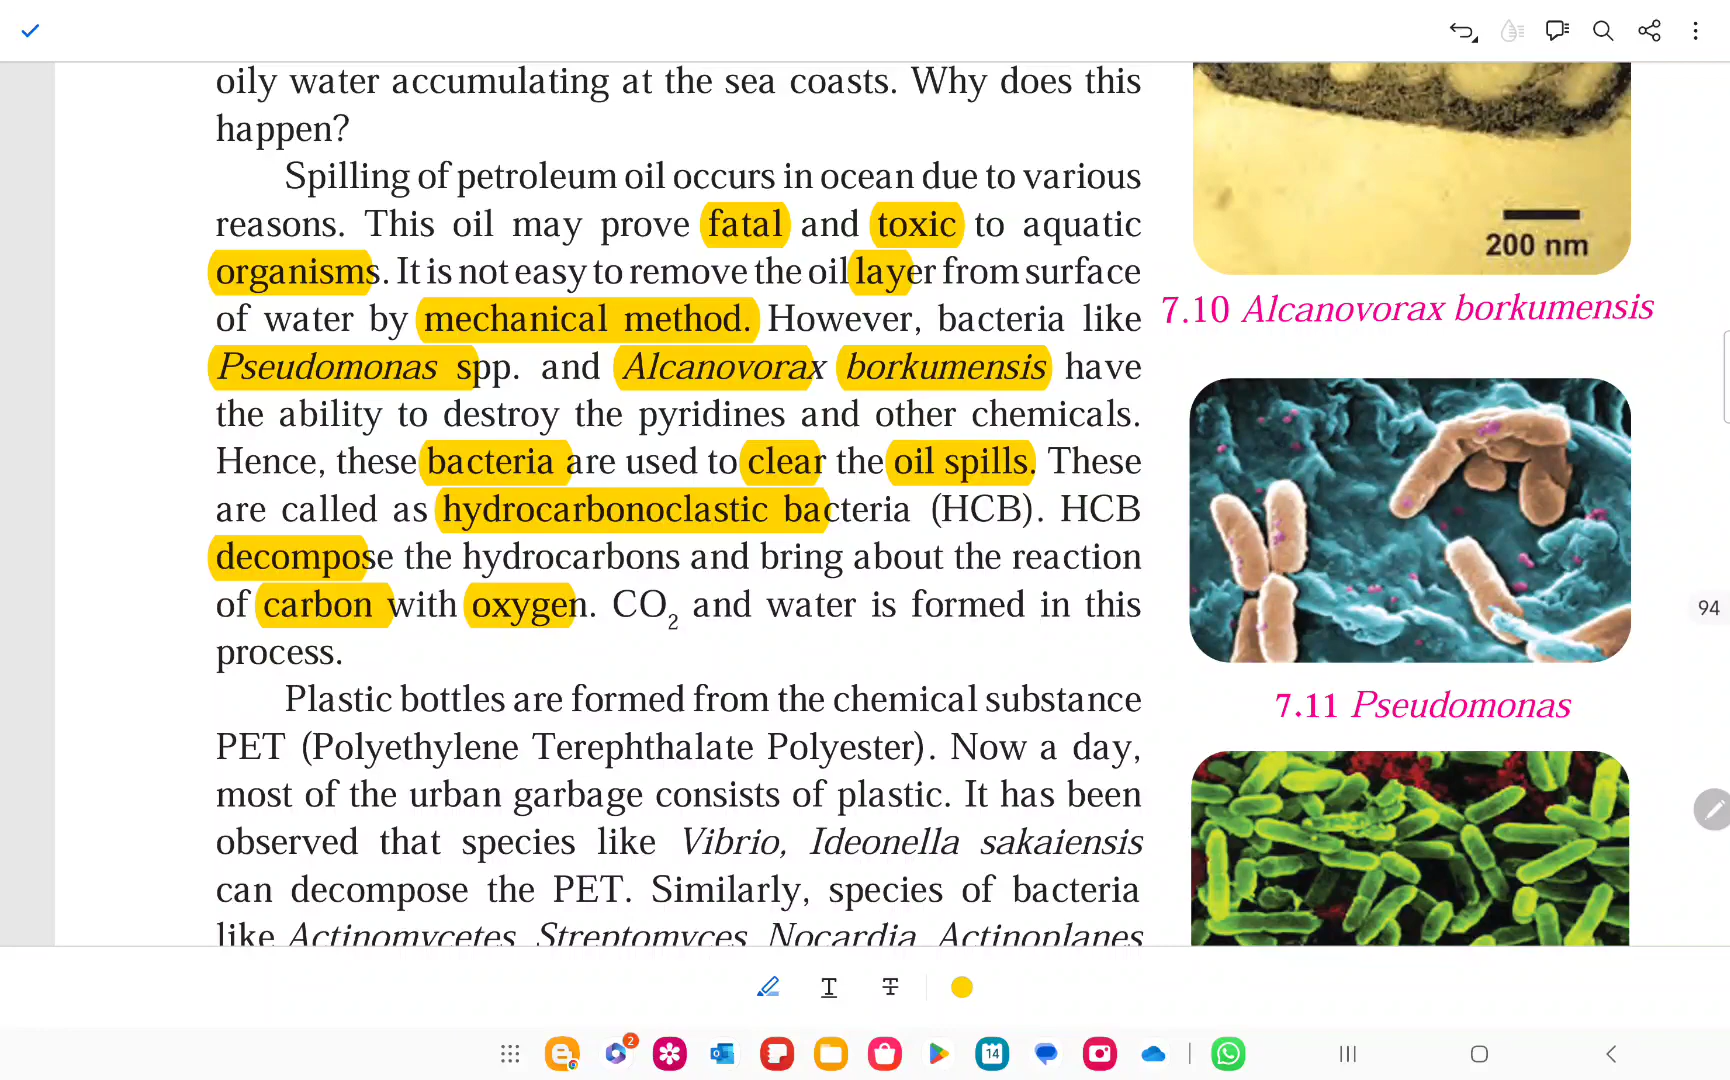 oily water accumulating at the sea coasts. Why does this
happen?
Spilling of petroleum oil occurs in ocean due to various
reasons. This oil may prove fatal and toxic to aquatic
organisms. It is not easy to remove the oil layer from surface
of water by mechanical method. However, bacteria like
Pseudomonas spp. and Alcanovorax borkumensis have
the ability to destroy the pyridines and other chemicals.
Hence, these bacteria are used to clear the oil spills. These
are called as hydrocarbonoclastic bacteria (HCB). HCB
decompose the hydrocarbons and bring about the reaction
of carbon with oxygen. CO₂ and water is formed in this
process.
Plastic bottles are formed from the chemical substance
PET (Polyethylene Terephthalate Polyester). Now a day,
most of the urban garbage consists of plastic. It has been
observed that species like Vibrio, Ideonella sakaiensis
can decompose the PET. Similarly, species of bacteria
like Actinomycetes Streptomyces Nocardia Actinoplanes
200 nm
7.10 Alcanovorax borkumensis
7.11 Pseudomonas
94
T
T
2
14